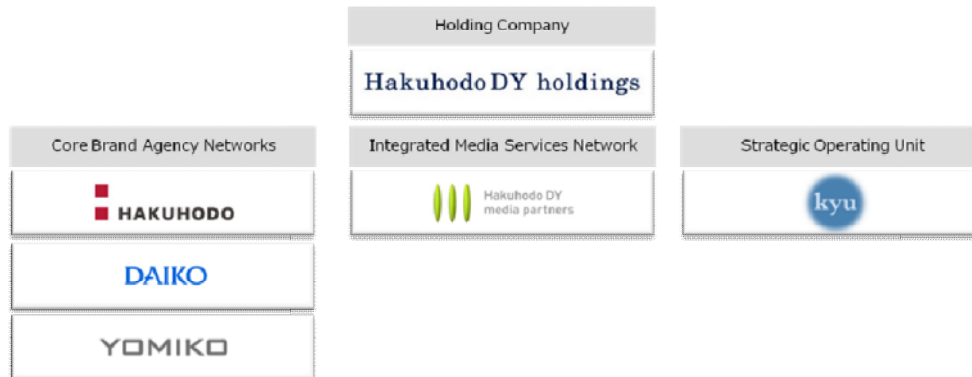 Holding Company
Hakuhodo DY holdings
Core Brand Agency Networks
HAKUHODO
DAIKO
YOMIKO
Integrated Media Services Network
Hakuhodo DY
media partners
Strategic Operating Unit
kyu